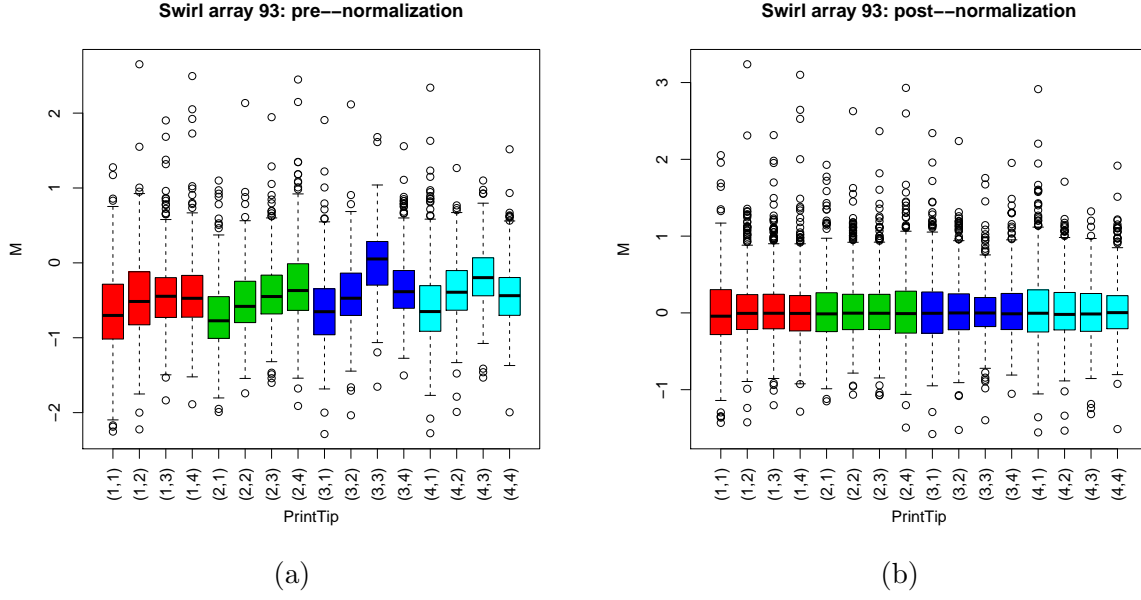 Swirl array 93: pre−−normalization
M
2
1
0
−1
−2
(1,1) (1,2) (1,3) (1,4) (2,1) (2,2) (2,3) (2,4) (3,1) (3,2) (3,3) (3,4) (4,1) (4,2) (4,3) (4,4)
PrintTip
(a)
Swirl array 93: post−−normalization
M
3
2
1
0
−1
(1,1) (1,2) (1,3) (1,4) (2,1) (2,2) (2,3) (2,4) (3,1) (3,2) (3,3) (3,4) (4,1) (4,2) (4,3) (4,4)
PrintTip
(b)